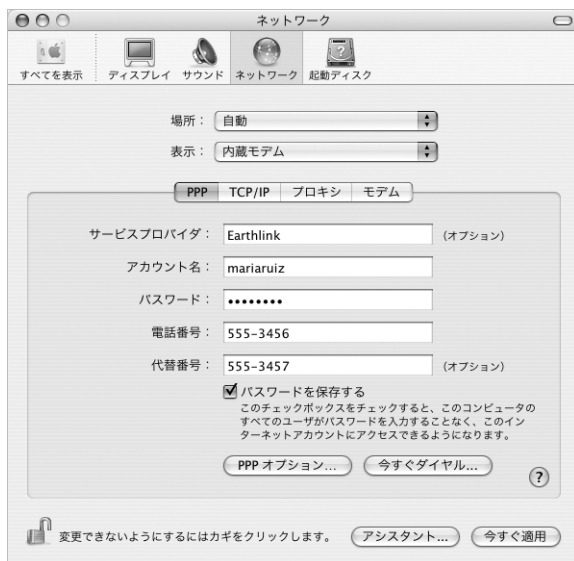 ネットワーク
すべてを表示 ディスプレイ サウンド ネットワーク 起動ディスク
場所： 自動
表示： 内蔵モデム
PPP TCP/IP プロキシ モデム
サービスプロバイダ： Earthlink (オプション)
アカウント名： mariaruiz
パスワード： ••••••••
電話番号： 555-3456
代替番号： 555-3457 (オプション)
パスワードを保存する
このチェックボックスをチェックすると、このコンピュータの
すべてのユーザがパスワードを入力することなく、このイン
ターネットアカウントにアクセスできるようになります。
PPP オプション... 今すぐダイヤル...
?
変更できないようにするにはカギをクリックします。 アシスタント... 今すぐ適用